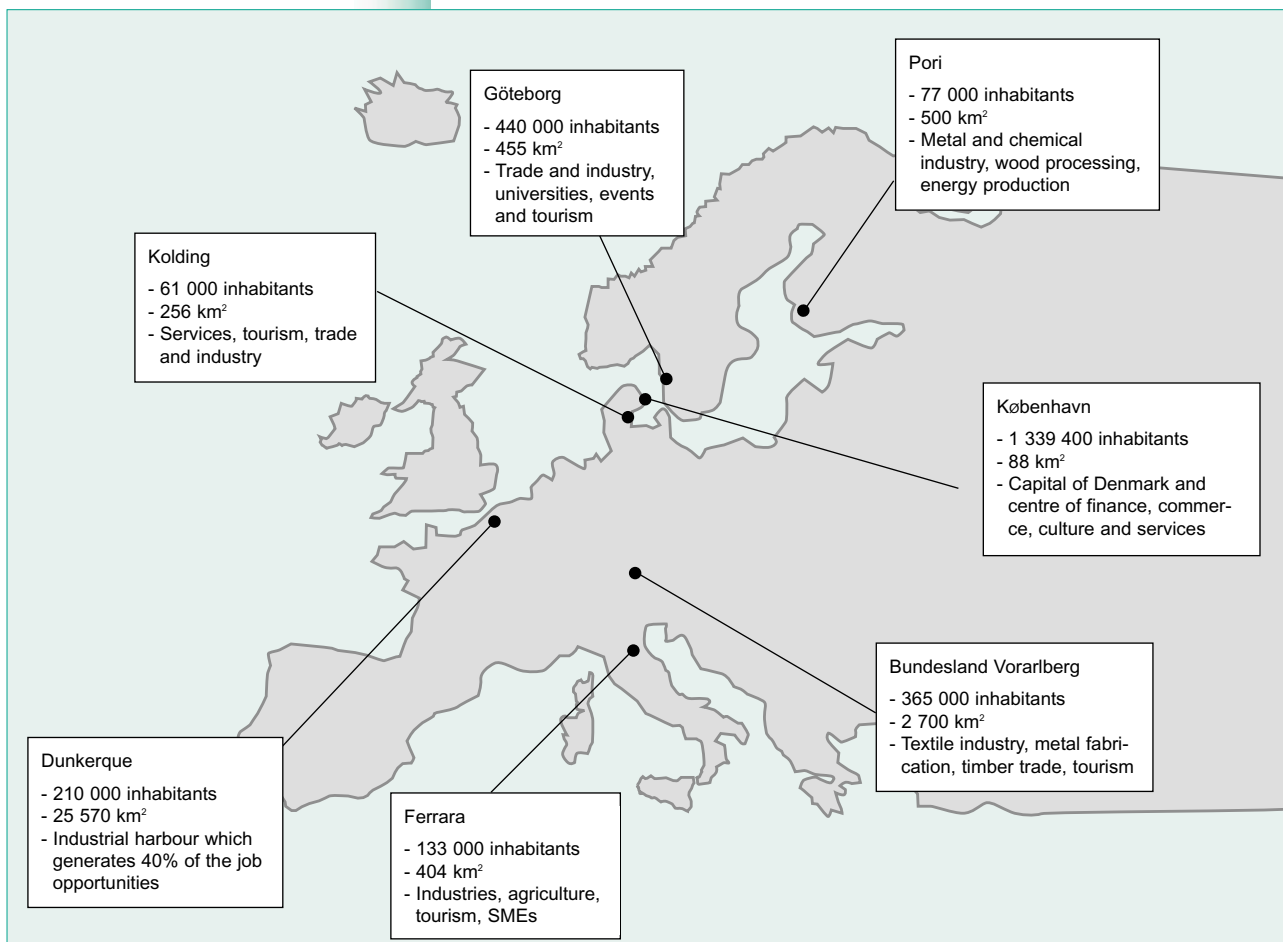 Pori
- 77 000 inhabitants
- 500 km²
- Metal and chemical
industry, wood processing,
energy production
Göteborg
- 440 000 inhabitants
- 455 km²
- Trade and industry,
universities, events
and tourism
Kolding
- 61 000 inhabitants
- 256 km²
- Services, tourism, trade
and industry
København
- 1 339 400 inhabitants
- 88 km²
- Capital of Denmark and
centre of finance, commer-
ce, culture and services
Bundesland Vorarlberg
- 365 000 inhabitants
- 2 700 km²
- Textile industry, metal fabri-
cation, timber trade, tourism
Dunkerque
- 210 000 inhabitants
- 25 570 km²
- Industrial harbour which
generates 40% of the job
opportunities
Ferrara
- 133 000 inhabitants
- 404 km²
- Industries, agriculture,
tourism, SMEs